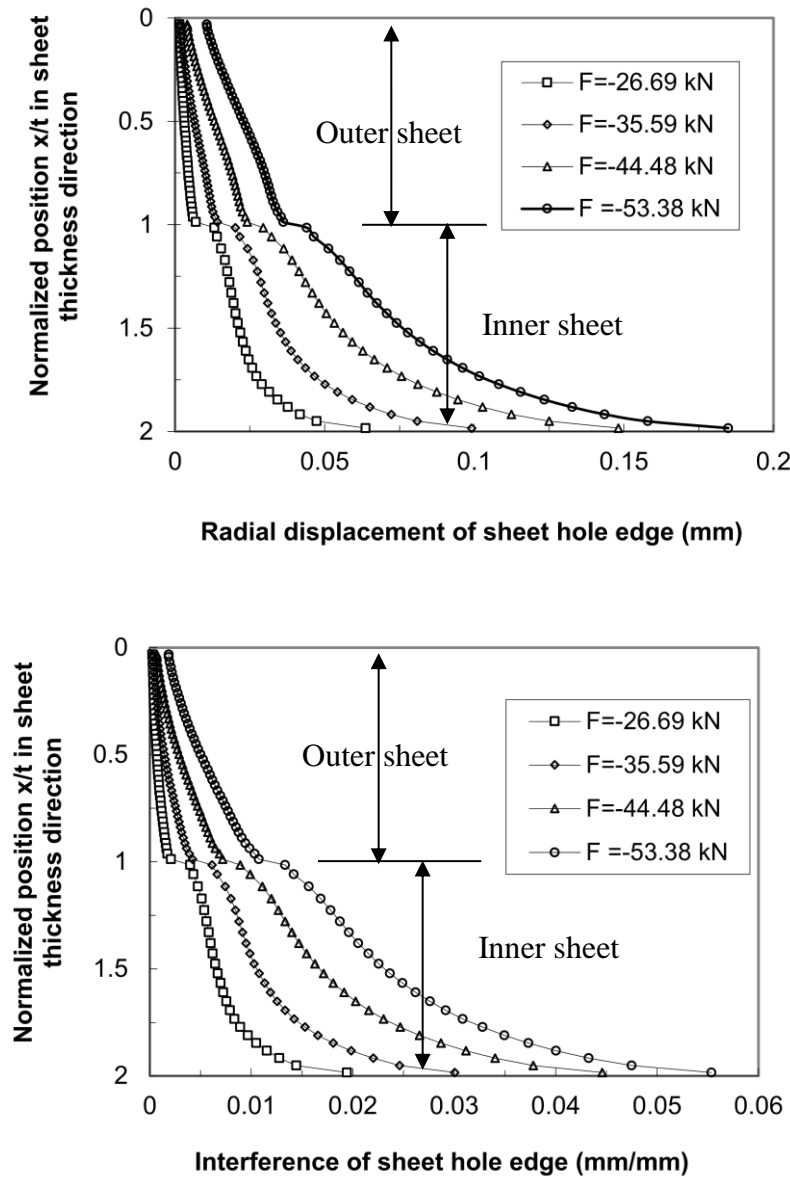 Normalized position x/t in sheet
thickness direction
0
0.5
1
1.5
2
Outer sheet
Inner sheet
F=-26.69 kN
F=-35.59 kN
F=-44.48 kN
F =-53.38 kN
0 0.05 0.1 0.15 0.2
Radial displacement of sheet hole edge (mm)
Normalized position x/t in sheet
thickness direction
0
0.5
1
1.5
2
Outer sheet
Inner sheet
F=-26.69 kN
F=-35.59 kN
F=-44.48 kN
F =-53.38 kN
0 0.01 0.02 0.03 0.04 0.05 0.06
Interference of sheet hole edge (mm/mm)